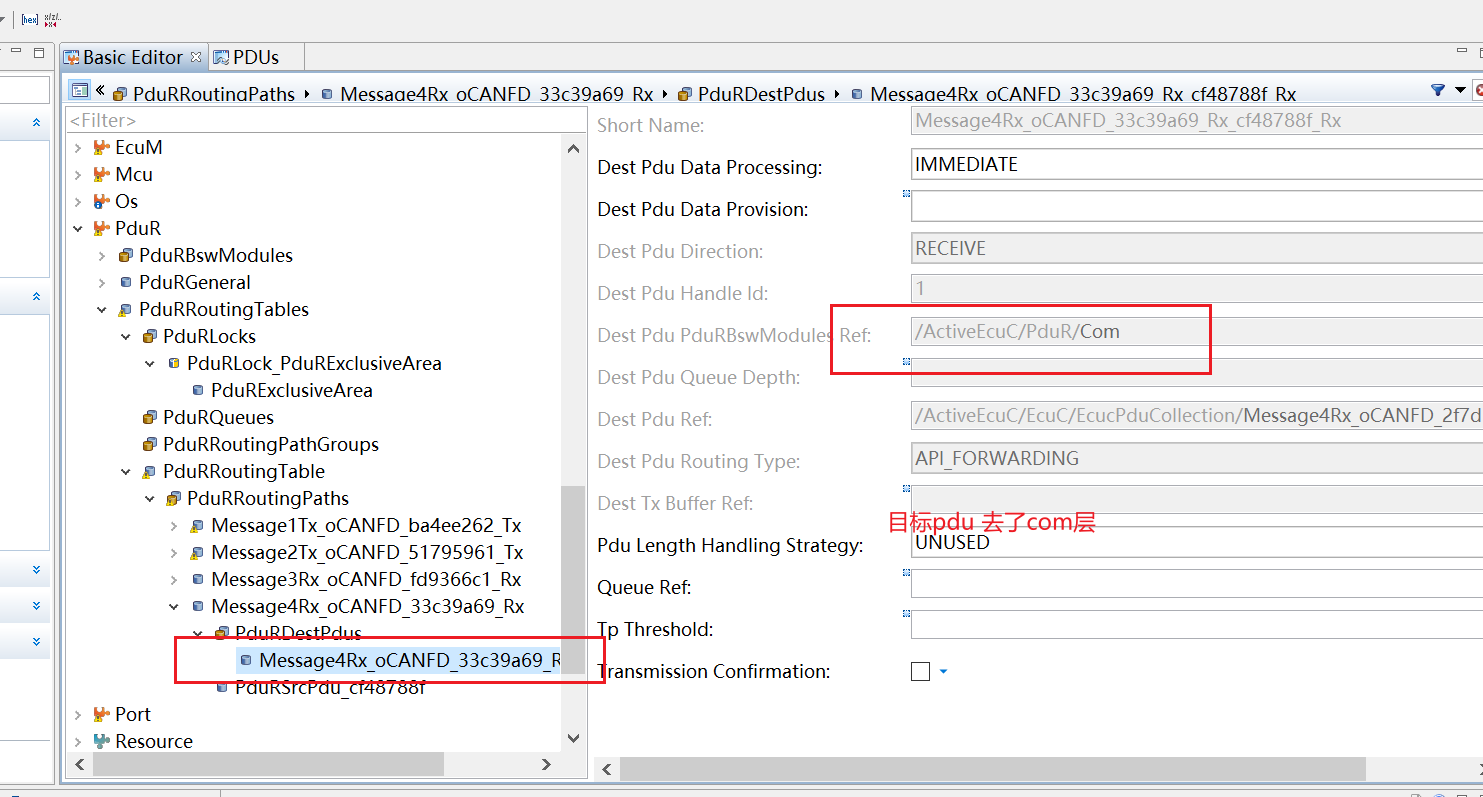 [hex]
Basic Editor
PDUs
« PduRRoutingPaths Message4Rx_oCANFD_33c39a69_Rx PduRDestPdus Message4Rx_oCANFD_33c39a69_Rx_cf48788f_Rx
<Filter>
EcuM
Mcu
Os
PduR
PduRBswModules
PduRGeneral
PduRRoutingTables
PduRLocks
PduRLock_PduRExclusiveArea
PduRExclusiveArea
PduRQueues
PduRRoutingPathGroups
PduRRoutingTable
PduRRoutingPaths
Message1Tx_oCANFD_ba4ee262_Tx
Message2Tx_oCANFD_51795961_Tx
Message3Rx_oCANFD_fd9366c1_Rx
Message4Rx_oCANFD_33c39a69_Rx
PduRDestPdus
Message4Rx_oCANFD_33c39a69_R
PduRSrcPdu_cf48788f
Port
Resource
Short Name: Message4Rx_oCANFD_33c39a69_Rx_cf48788f_Rx
Dest Pdu Data Processing: IMMEDIATE
Dest Pdu Data Provision:
Dest Pdu Direction: RECEIVE
Dest Pdu Handle Id: 1
Dest Pdu PduRBswModules Ref: /ActiveEcuC/PduR/Com
Dest Pdu Queue Depth:
Dest Pdu Ref: /ActiveEcuC/EcuC/EcucPduCollection/Message4Rx_oCANFD_2f7d
Dest Pdu Routing Type: API_FORWARDING
Dest Tx Buffer Ref:
目标pdu 去了com层
Pdu Length Handling Strategy: UNUSED
Queue Ref:
Tp Threshold:
Transmission Confirmation: